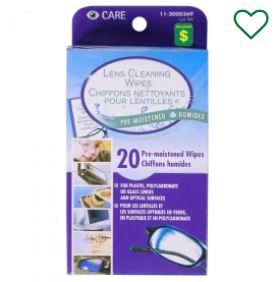 CARE
11-3000369
$
LENS CLEANING
WIPES
CHIFFONS NETTOYANTS
POUR LENTILLES
PRE-MOISTENED HUMIDES
20 Pre-moistened Wipes
Chiffons humides
FOR PLASTIC, POLYCARBONATE
OR GLASS LENSES
AND OPTICAL SURFACES
POUR LES LENTILLES ET
LES SURFACES OPTIQUES EN VERRE,
EN PLASTIQUE ET EN POLYCARBONATE